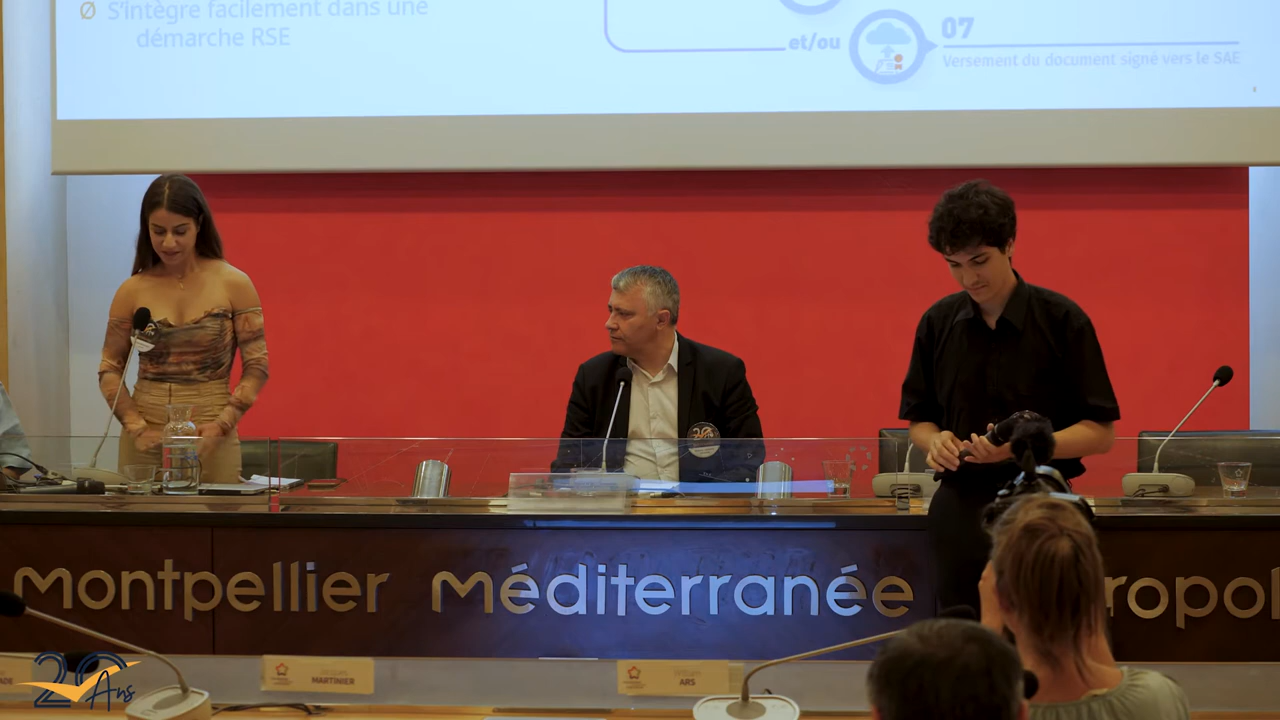 Ø S'intègre facilement dans une
démarche RSE
et/ou
07
Versement du document signé vers le SAE
20
montpellier méditerranée ropol
MARTINIER
ARS
20 Ans